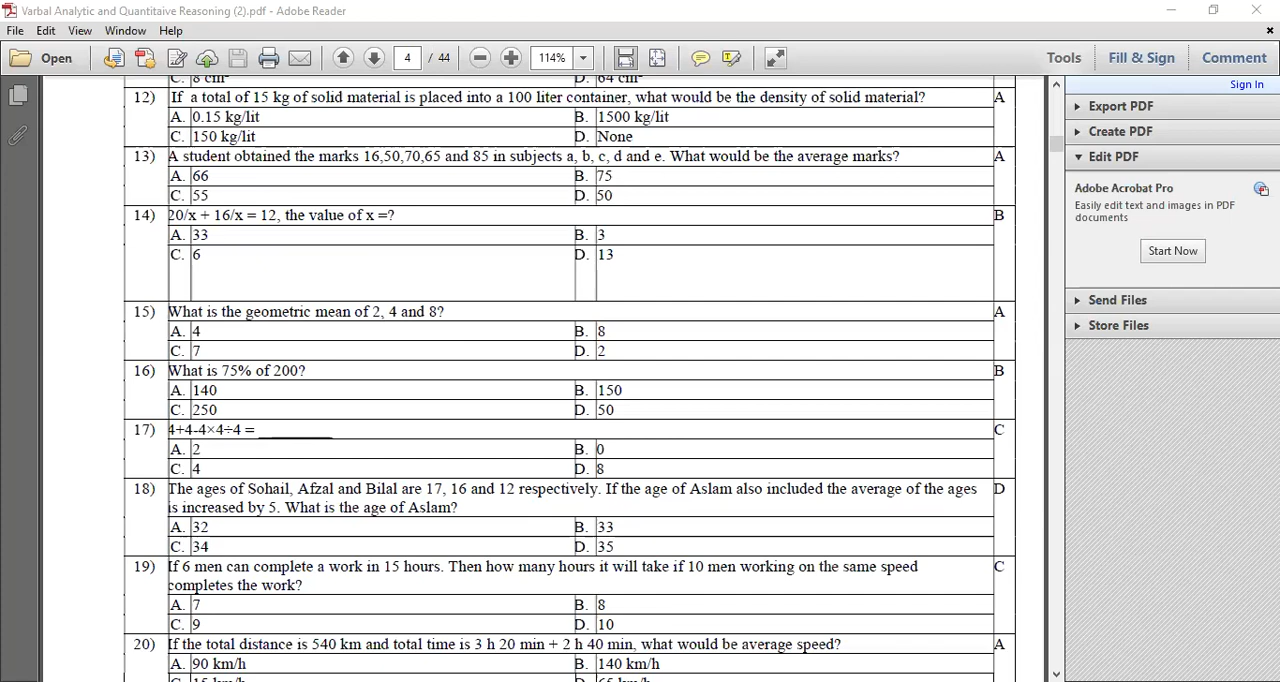 Varbal Analytic and Quantitaive Reasoning (2).pdf - Adobe Reader
File Edit View Window Help
Open 4 / 44 114% Tools Fill & Sign Comment
Sign In
Export PDF
Create PDF
Edit PDF
Adobe Acrobat Pro
Easily edit text and images in PDF
documents
Start Now
Send Files
Store Files
C. 8 cm² D. 64 cm²
12) If a total of 15 kg of solid material is placed into a 100 liter container, what would be the density of solid material? A
A. 0.15 kg/lit B. 1500 kg/lit
C. 150 kg/lit D. None
13) A student obtained the marks 16,50,70,65 and 85 in subjects a, b, c, d and e. What would be the average marks? A
A. 66 B. 75
C. 55 D. 50
14) 20/x + 16/x = 12, the value of x =? B
A. 33 B. 3
C. 6 D. 13
15) What is the geometric mean of 2, 4 and 8? A
A. 4 B. 8
C. 7 D. 2
16) What is 75% of 200? B
A. 140 B. 150
C. 250 D. 50
17) 4+4-4×4÷4 = ________ C
A. 2 B. 0
C. 4 D. 8
18) The ages of Sohail, Afzal and Bilal are 17, 16 and 12 respectively. If the age of Aslam also included the average of the ages D
is increased by 5. What is the age of Aslam?
A. 32 B. 33
C. 34 D. 35
19) If 6 men can complete a work in 15 hours. Then how many hours it will take if 10 men working on the same speed C
completes the work?
A. 7 B. 8
C. 9 D. 10
20) If the total distance is 540 km and total time is 3 h 20 min + 2 h 40 min, what would be average speed? A
A. 90 km/h B. 140 km/h
C. 15 km/h D. 65 km/h